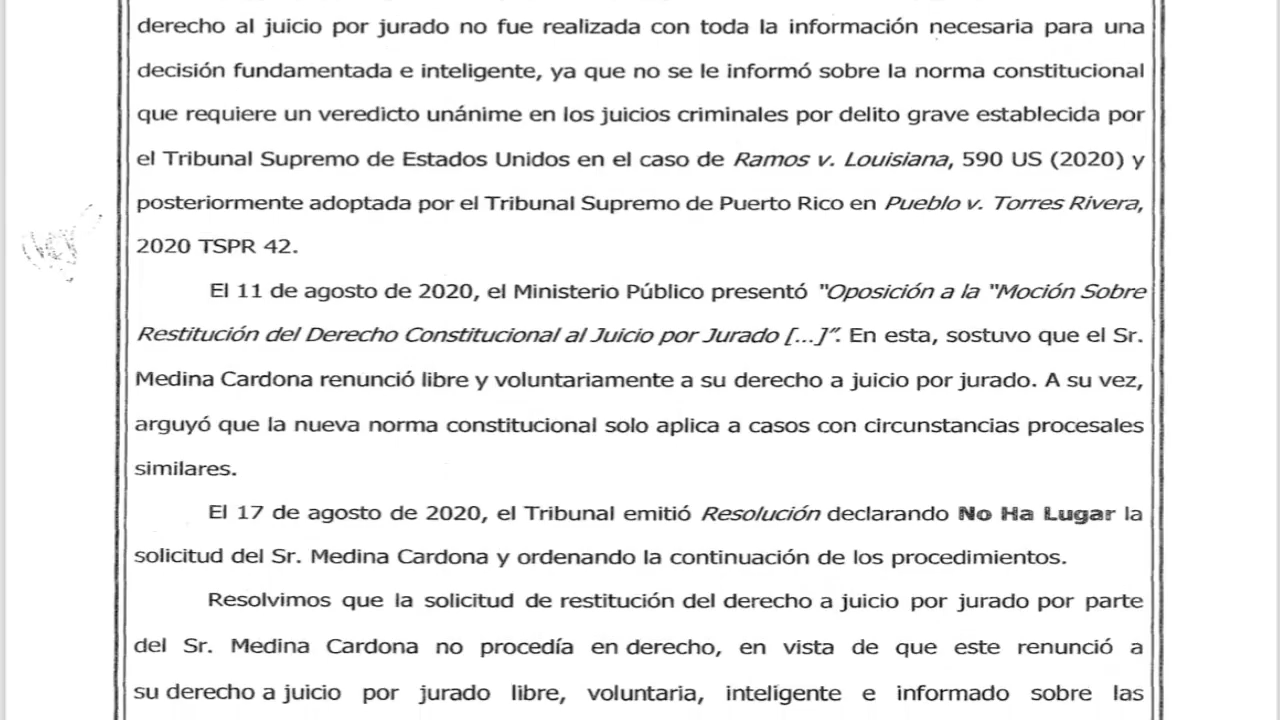 derecho al juicio por jurado no fue realizada con toda la información necesaria para una
decisión fundamentada e inteligente, ya que no se le informó sobre la norma constitucional
que requiere un veredicto unánime en los juicios criminales por delito grave establecida por
el Tribunal Supremo de Estados Unidos en el caso de Ramos v. Louisiana, 590 US (2020) y
posteriormente adoptada por el Tribunal Supremo de Puerto Rico en Pueblo v. Torres Rivera,
2020 TSPR 42.
El 11 de agosto de 2020, el Ministerio Público presentó "Oposición a la "Moción Sobre
Restitución del Derecho Constitucional al Juicio por Jurado [...]". En esta, sostuvo que el Sr.
Medina Cardona renunció libre y voluntariamente a su derecho a juicio por jurado. A su vez,
arguyó que la nueva norma constitucional solo aplica a casos con circunstancias procesales
similares.
El 17 de agosto de 2020, el Tribunal emitió Resolución declarando No Ha Lugar la
solicitud del Sr. Medina Cardona y ordenando la continuación de los procedimientos.
Resolvimos que la solicitud de restitución del derecho a juicio por jurado por parte
del Sr. Medina Cardona no procedía en derecho, en vista de que este renunció a
su derecho a juicio por jurado libre, voluntaria, inteligente e informado sobre las